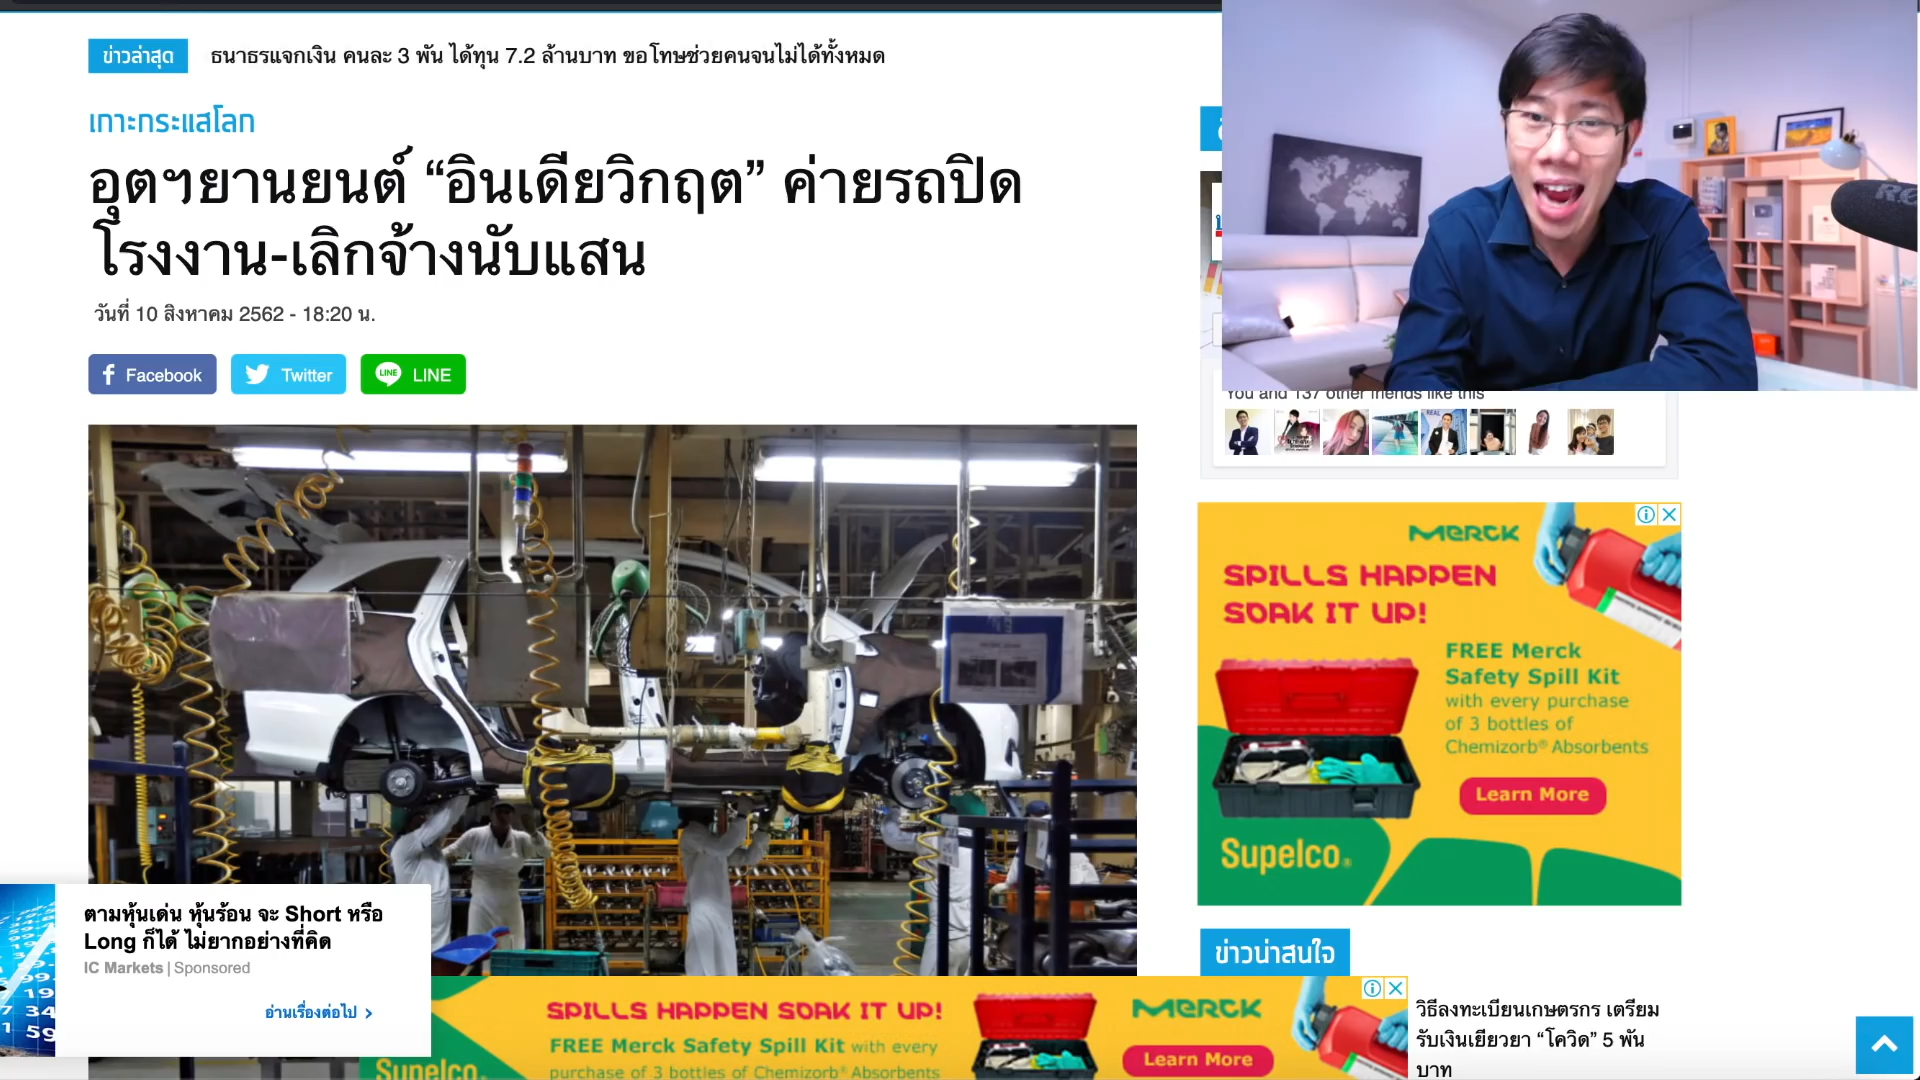 ข่าวล่าสุด
ธนาธรแจกเงิน คนละ 3 พัน ได้ทุน 7.2 ล้านบาท ขอโทษช่วยคนจนไม่ได้ทั้งหมด
เกาะกระแสโลก
อุตฯยานยนต์ “อินเดียวิกฤต” ค่ายรถปิด
โรงงาน-เลิกจ้างนับแสน
วันที่ 10 สิงหาคม 2562 - 18:20 น.
Facebook
Twitter
LINE
You and 137 other friends like this
MERCK
SPILLS HAPPEN
SOAK IT UP!
FREE Merck
Safety Spill Kit
with every purchase
of 3 bottles of
Chemizorb® Absorbents
Learn More
Supelco®
ตามหุ้นเด่น หุ้นร้อน จะ Short หรือ
Long ก็ได้ ไม่ยากอย่างที่คิด
IC Markets | Sponsored
อ่านเรื่องต่อไป
SPILLS HAPPEN SOAK IT UP!
FREE Merck Safety Spill Kit with every
purchase of 3 bottles of Chemizorb® Absorbents
Supelco
MERCK
Learn More
ข่าวน่าสนใจ
วิธีลงทะเบียนเกษตรกร เตรียม
รับเงินเยียวยา “โควิด” 5 พัน
บาท